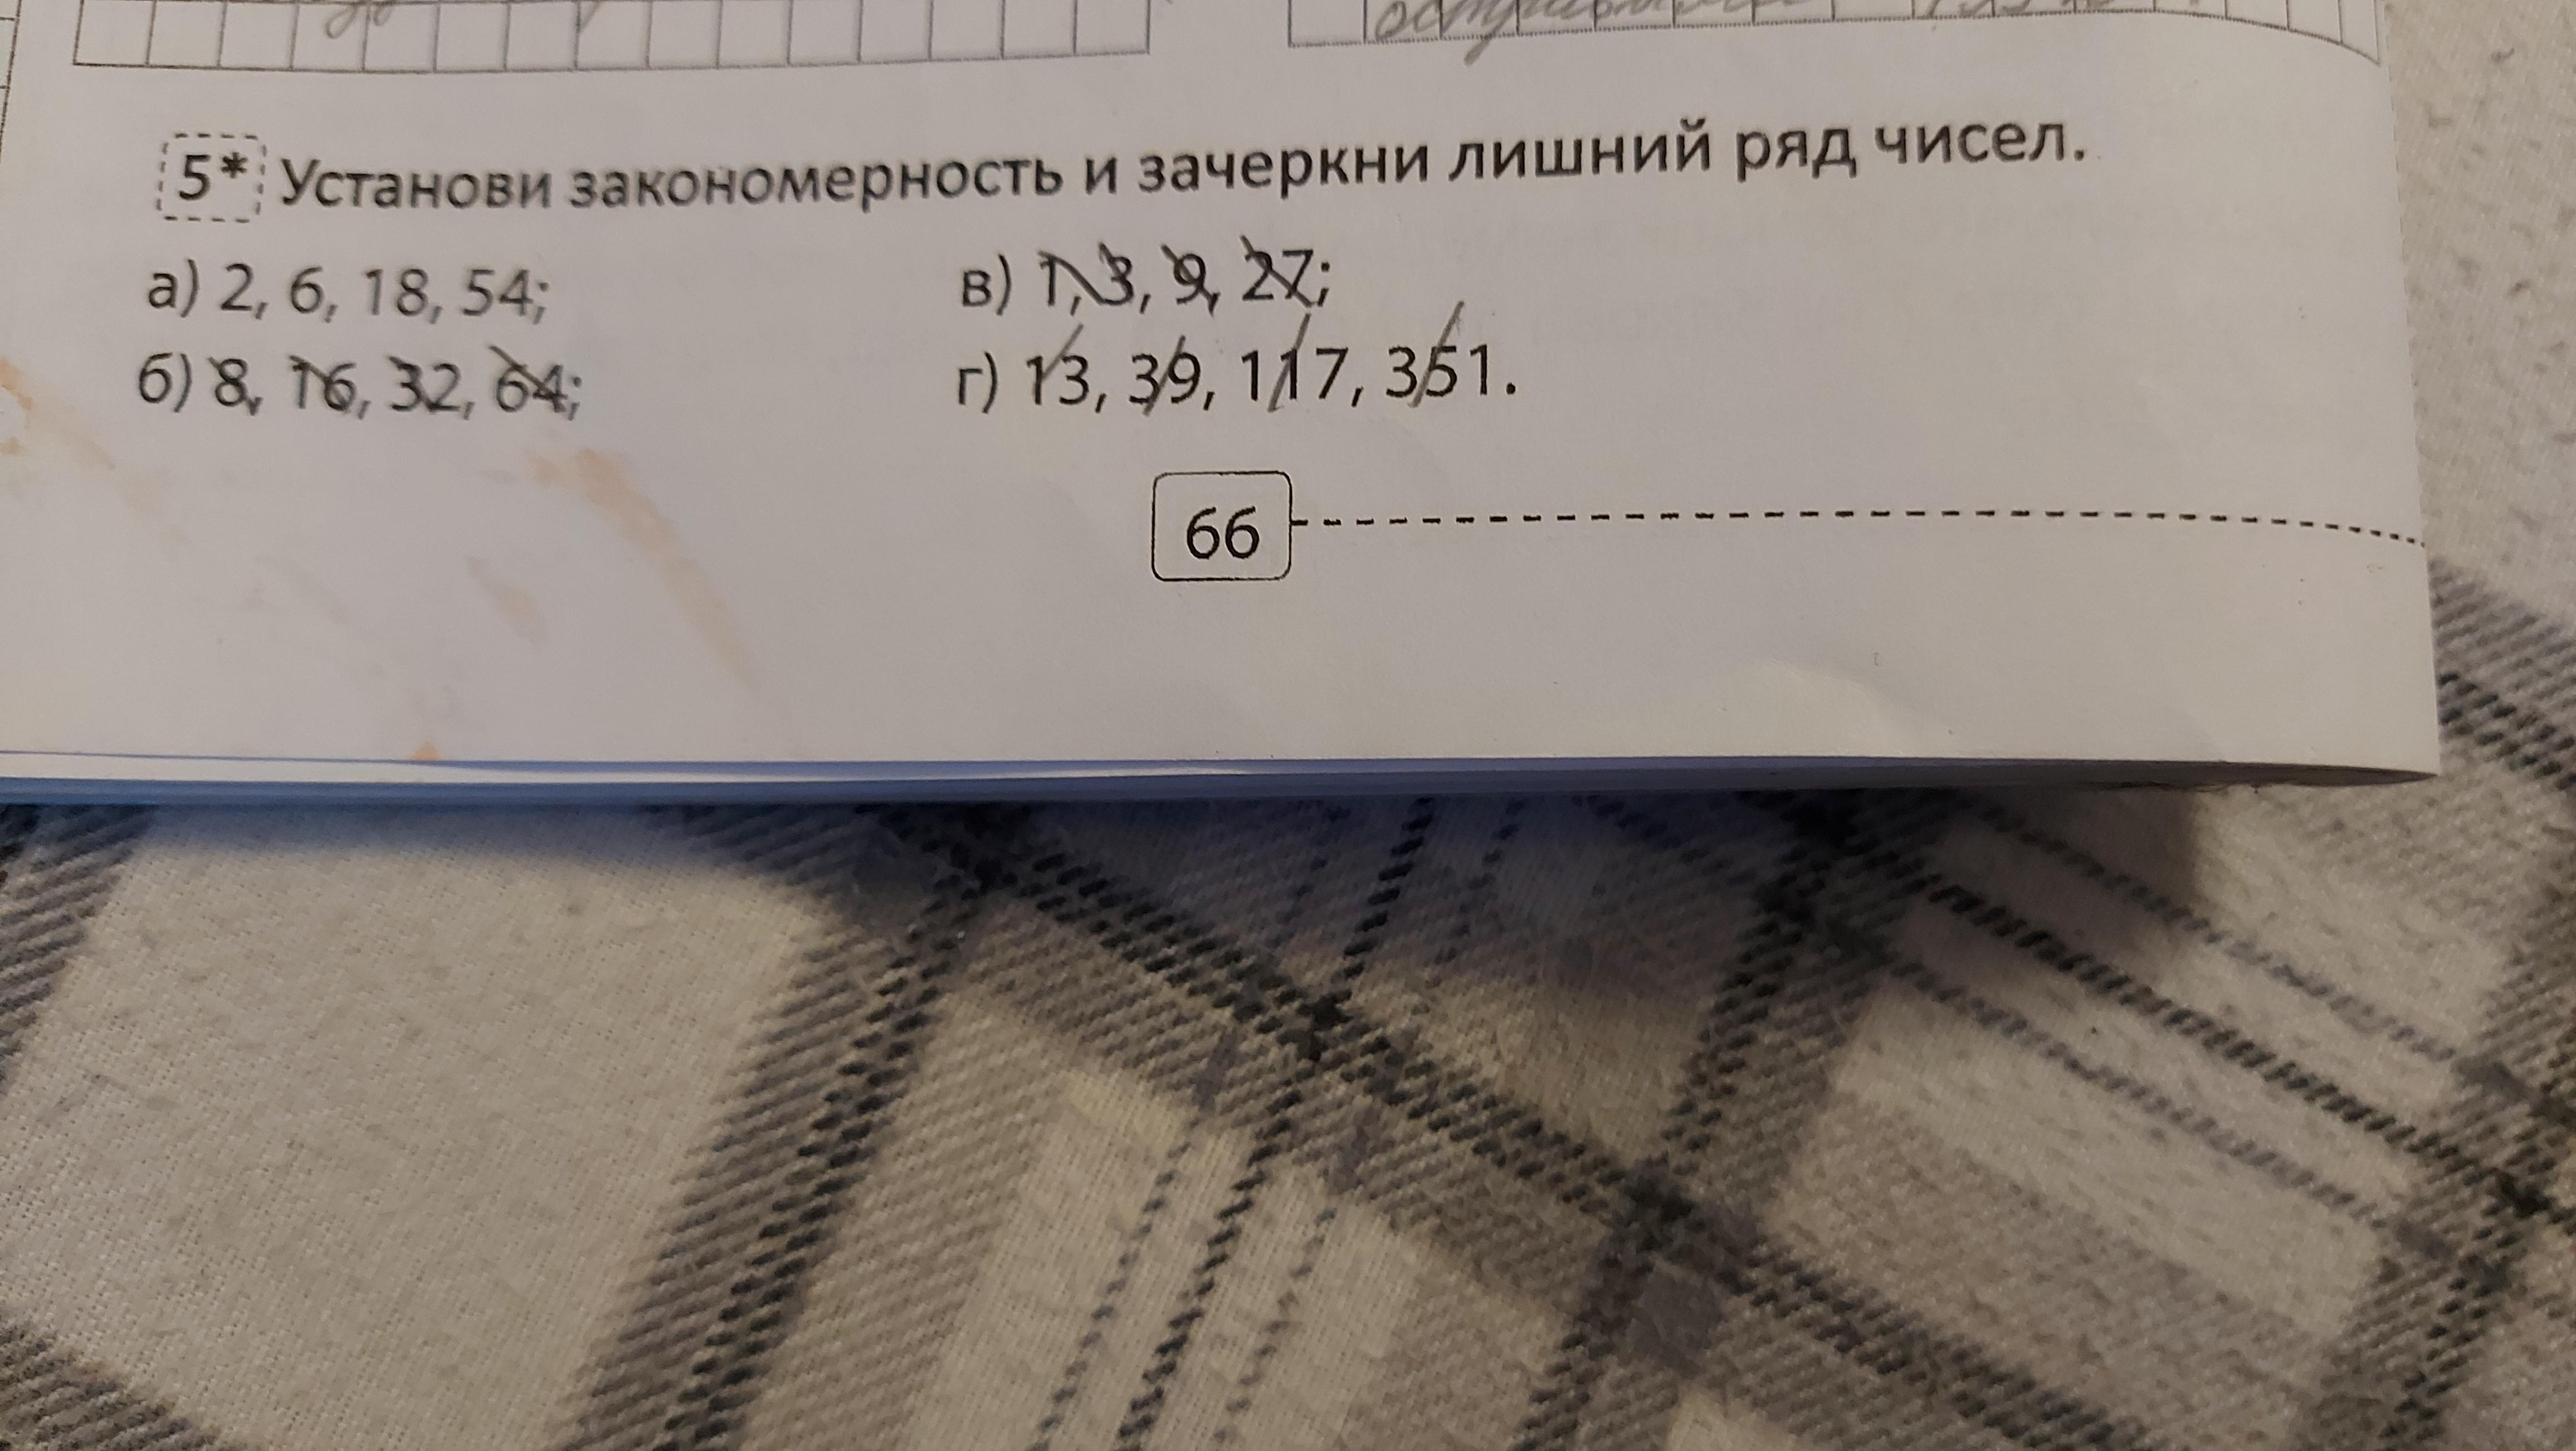 5* Установи закономерность и зачеркни лишний ряд чисел.
а) 2, 6, 18, 54;
в) 1, 3, 9, 27;
б) 8, 16, 32, 64;
г) 13, 39, 117, 351.
66